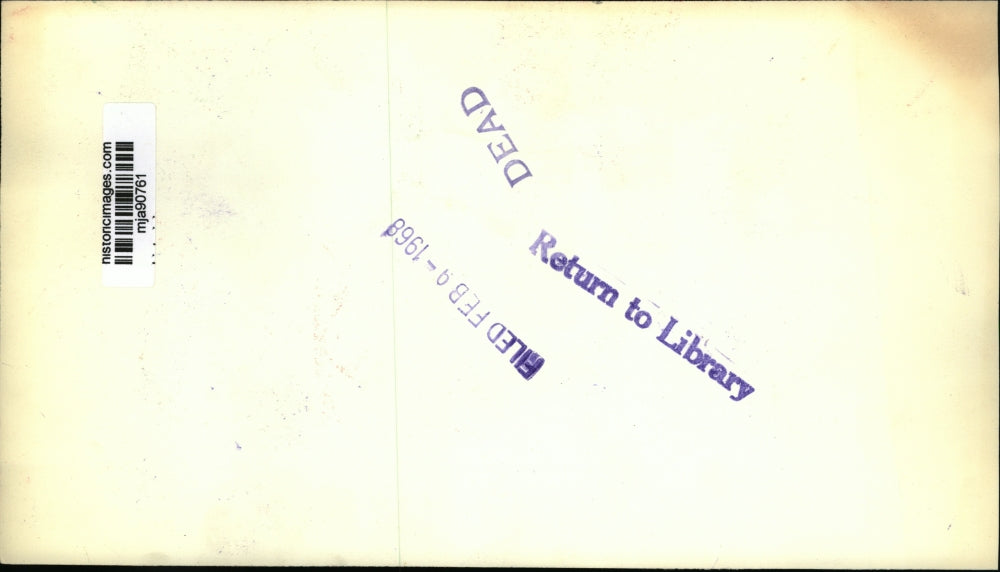 historicimages.com
mja90761
DEAD
FILED FEB 9 - 1968
Return to Library